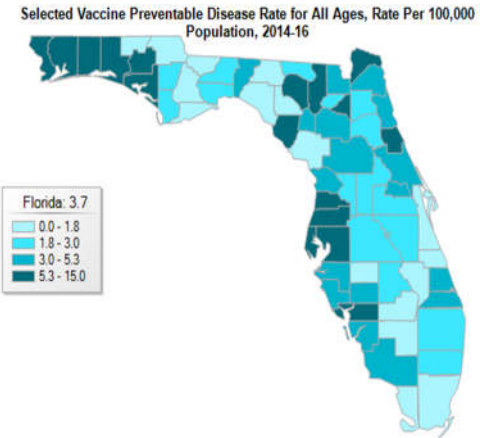 Selected Vaccine Preventable Disease Rate for All Ages, Rate Per 100,000
Population, 2014-16
Florida: 3.7
0.0 - 1.8
1.8 - 3.0
3.0 - 5.3
5.3 - 15.0